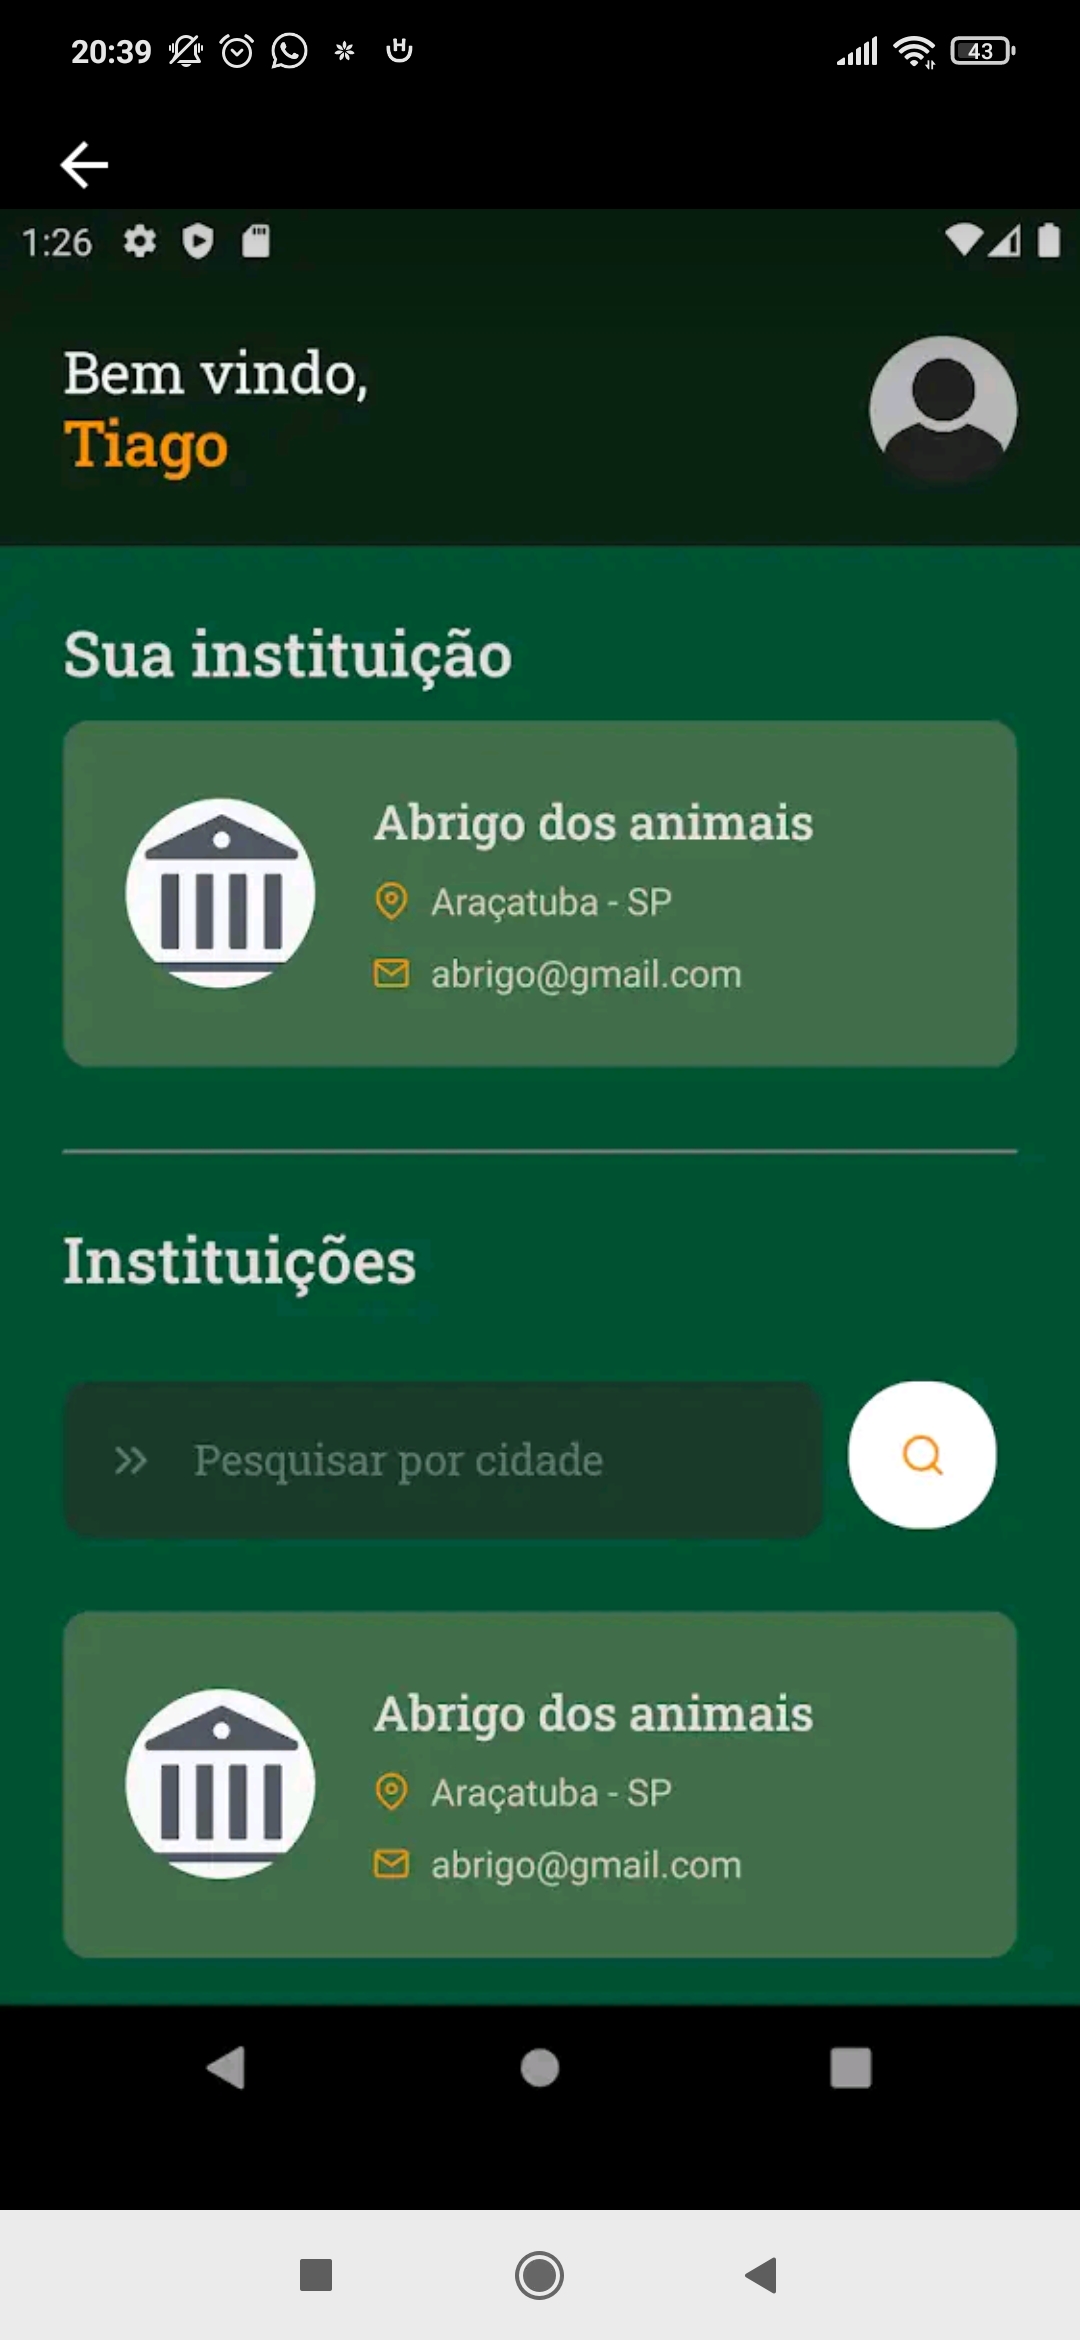 20:39
43
1:26
Bem vindo,
Tiago
Sua instituição
Abrigo dos animais
Araçatuba - SP
abrigo@gmail.com
Instituições
Pesquisar por cidade
Abrigo dos animais
Araçatuba - SP
abrigo@gmail.com